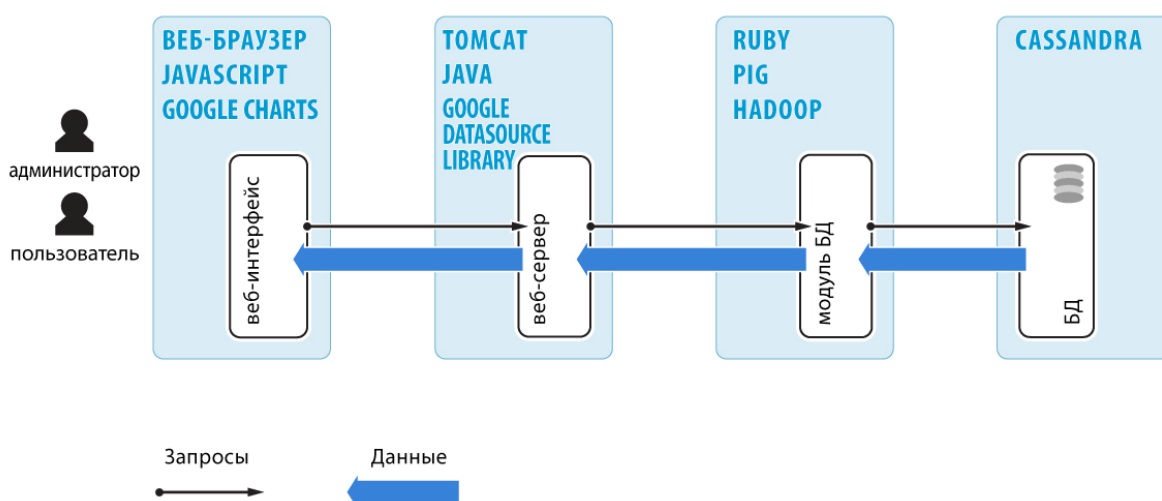 ВЕБ-БРАУЗЕР
JAVASCRIPT
GOOGLE CHARTS
TOMCAT
JAVA
GOOGLE
DATASOURCE
LIBRARY
RUBY
PIG
HADOOP
CASSANDRA
администратор
пользователь
веб-интерфейс
веб-сервер
модуль БД
БД
Запросы
Данные